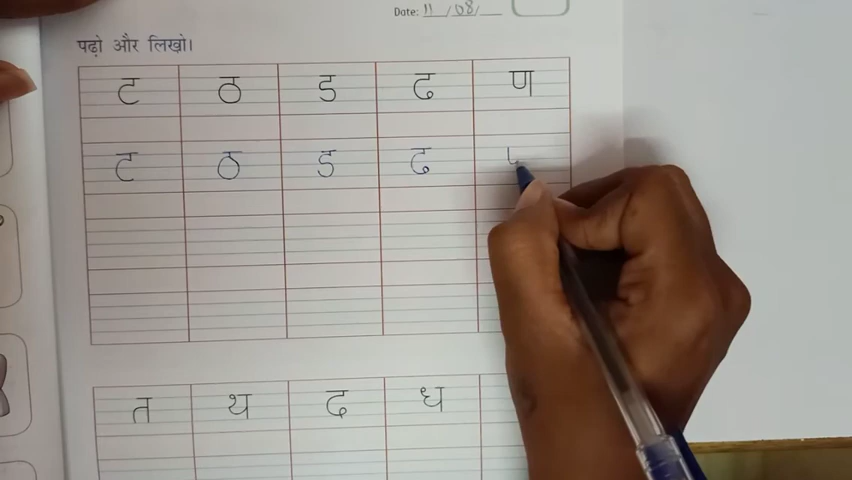 Date: 11/08/
पढ़ो और लिखो।
ट ठ ड ढ ण
ट ठ ड ढ
त थ द ध